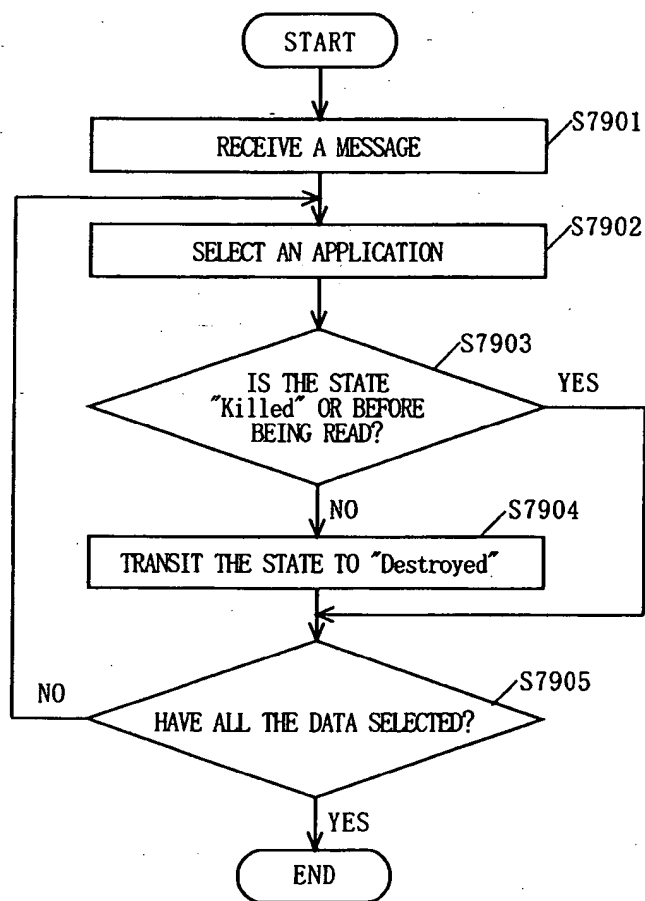 START
S7901
RECEIVE A MESSAGE
S7902
SELECT AN APPLICATION
S7903
IS THE STATE
"Killed" OR BEFORE
BEING READ?
YES
NO
S7904
TRANSIT THE STATE TO "Destroyed"
S7905
NO
HAVE ALL THE DATA SELECTED?
YES
END